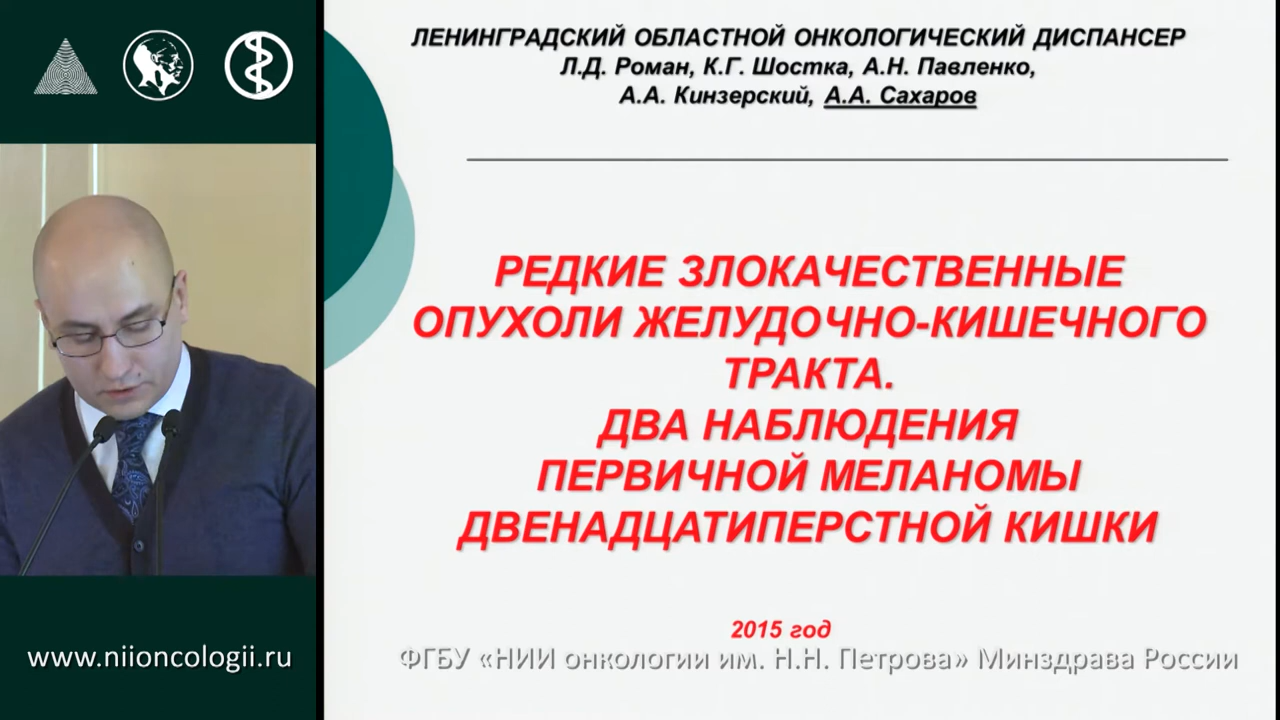 ЛЕНИНГРАДСКИЙ ОБЛАСТНОЙ ОНКОЛОГИЧЕСКИЙ ДИСПАНСЕР
Л.Д. Роман, К.Г. Шостка, А.Н. Павленко,
А.А. Кинзерский, А.А. Сахаров
РЕДКИЕ ЗЛОКАЧЕСТВЕННЫЕ
ОПУХОЛИ ЖЕЛУДОЧНО-КИШЕЧНОГО
ТРАКТА.
ДВА НАБЛЮДЕНИЯ
ПЕРВИЧНОЙ МЕЛАНОМЫ
ДВЕНАДЦАТИПЕРСТНОЙ КИШКИ
2015 год
www.niioncologii.ru
ФГБУ «НИИ онкологии им. Н.Н. Петрова» Минздрава России